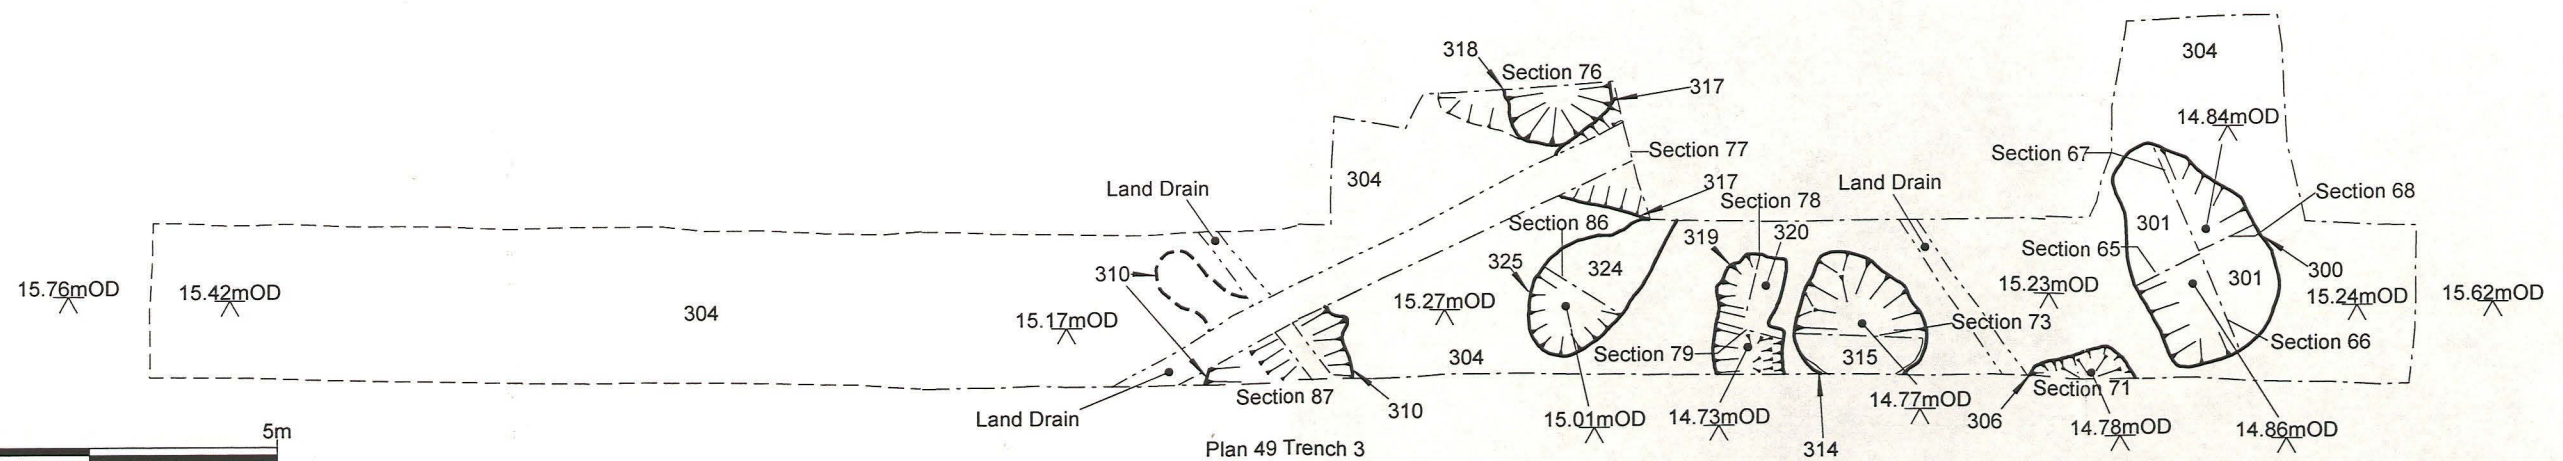 304
318
Section 76
317
14.84mOD
Section 77
Section 67
304
317
Land Drain
Land Drain
Section 68
Section 78
301
Section 86
319
320
Section 65
325
324
310
300
301
15.76mOD
15.42mOD
15.23mOD
15.24mOD
15.62mOD
15.27mOD
304
15.17mOD
Section 73
Section 66
304
Section 79
315
Section 71
Section 87
14.77mOD
310
306
Land Drain
15.01mOD
14.73mOD
14.78mOD
14.86mOD
5m
Plan 49 Trench 3
314